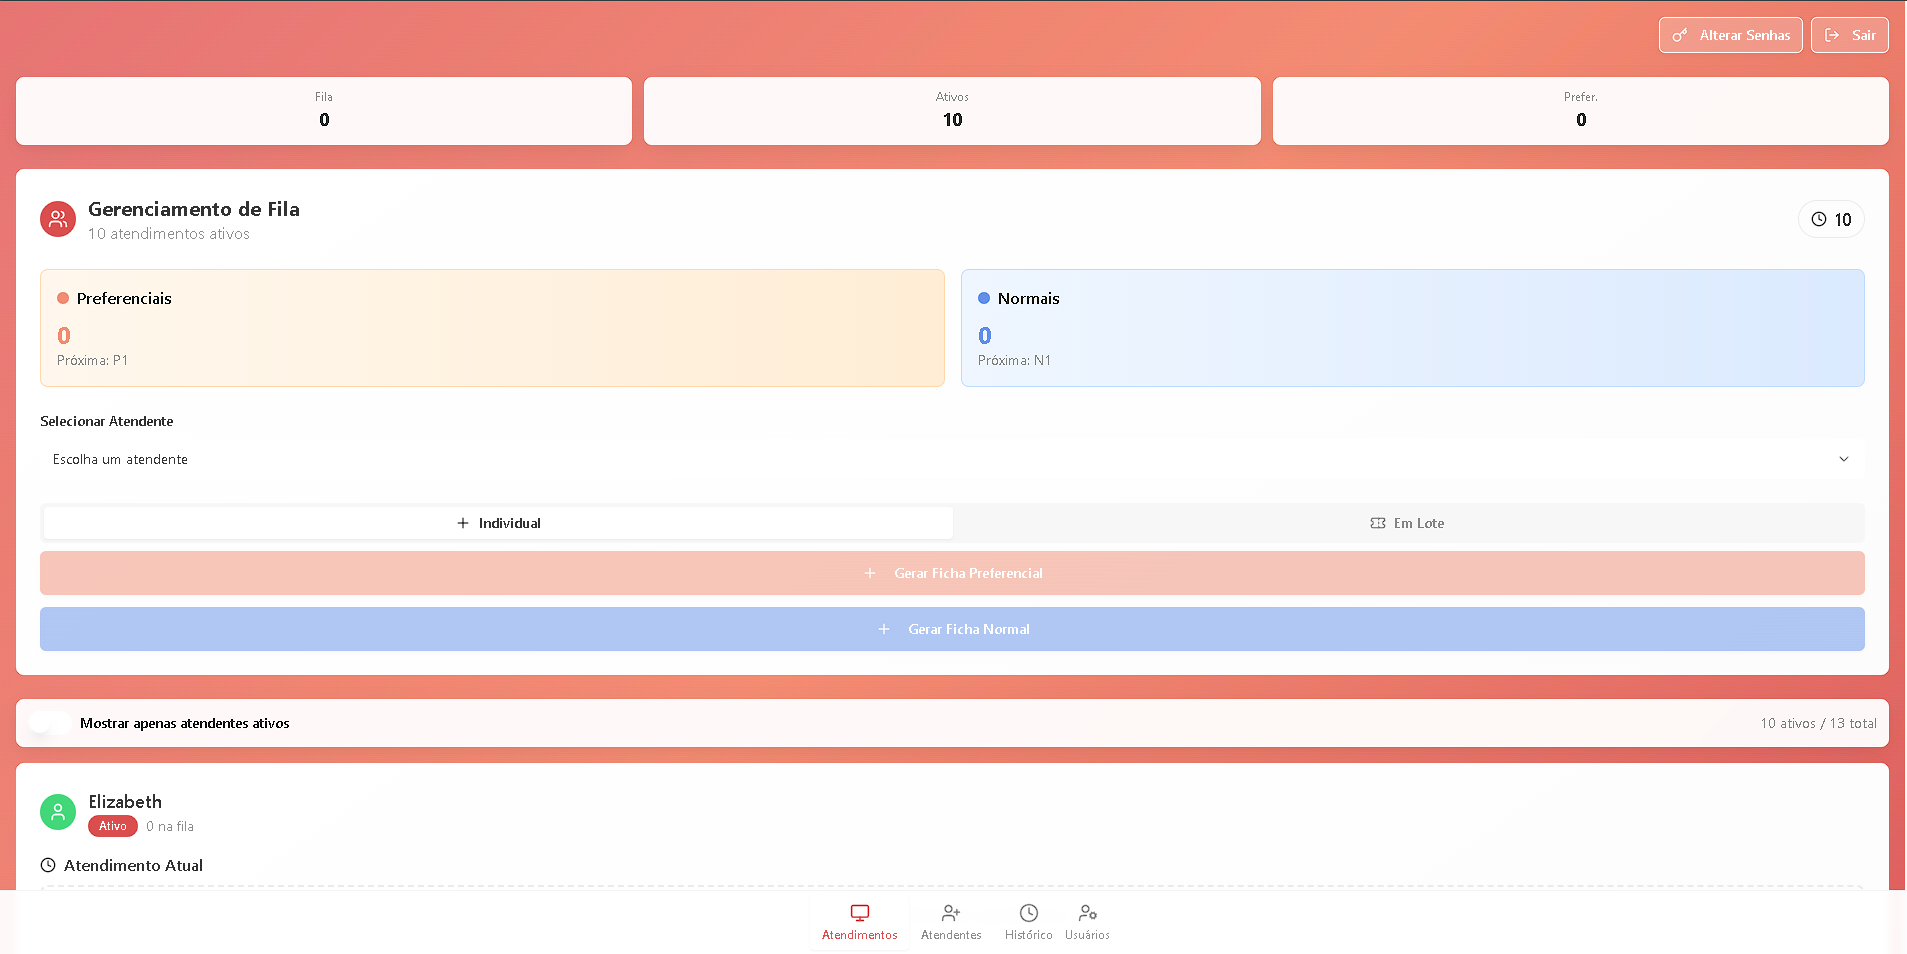 Alterar Senhas
Sair
Fila
0
Ativos
10
Prefer.
0
Gerenciamento de Fila
10 atendimentos ativos
10
Preferenciais
0
Próxima: P1
Normais
0
Próxima: N1
Selecionar Atendente
Escolha um atendente
Individual
Em Lote
Gerar Ficha Preferencial
Gerar Ficha Normal
Mostrar apenas atendentes ativos
10 ativos / 13 total
Elizabeth
Ativo 0 na fila
Atendimento Atual
Atendimentos
Atendentes
Histórico
Usuários